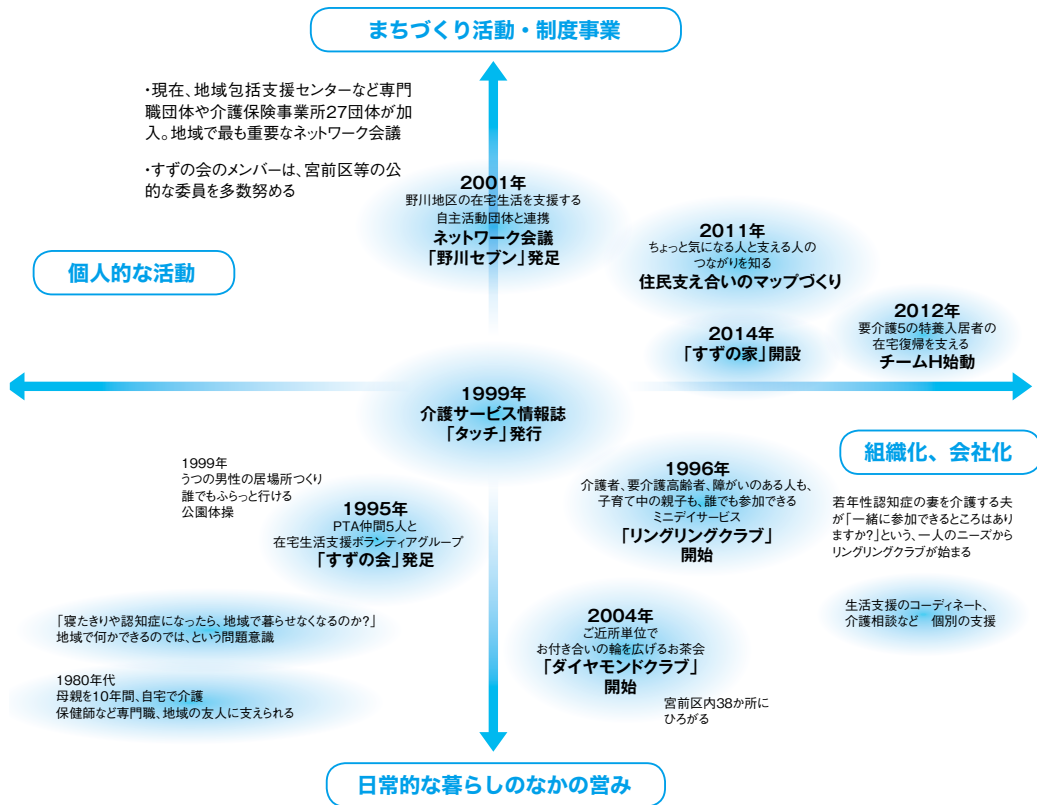 まちづくり活動・制度事業
・現在、地域包括支援センターなど専門
職団体や介護保険事業所27団体が加
入。地域で最も重要なネットワーク会議
・すずの会のメンバーは、宮前区等の公
的な委員を多数努める
2001年
野川地区の在宅生活を支援する
自主活動団体と連携
ネットワーク会議
「野川セブン」発足
2011年
ちょっと気になる人と支える人の
つながりを知る
住民支え合いのマップづくり
個人的な活動
2012年
要介護5の特養入居者の
在宅復帰を支える
チームH始動
2014年
「すずの家」開設
1999年
介護サービス情報誌
「タッチ」発行
組織化、会社化
1999年
うつの男性の居場所つくり
誰でもふらっと行ける
公園体操
1995年
PTA仲間5人と
在宅生活支援ボランティアグループ
「すずの会」発足
1996年
介護者、要介護高齢者、障がいのある人も、
子育て中の親子も、誰でも参加できる
ミニデイサービス
「リングリングクラブ」
開始
若年性認知症の妻を介護する夫
が「一緒に参加できるところはあり
ますか?」という、一人のニーズから
リングリングクラブが始まる
「寝たきりや認知症になったら、地域で暮らせなくなるのか?」
地域で何かできるのでは、という問題意識
2004年
ご近所単位で
お付き合いの輪を広げるお茶会
「ダイヤモンドクラブ」
開始
生活支援のコーディネート、
介護相談など 個別の支援
1980年代
母親を10年間、自宅で介護
保健師など専門職、地域の友人に支えられる
宮前区内38か所に
ひろがる
日常的な暮らしのなかの営み